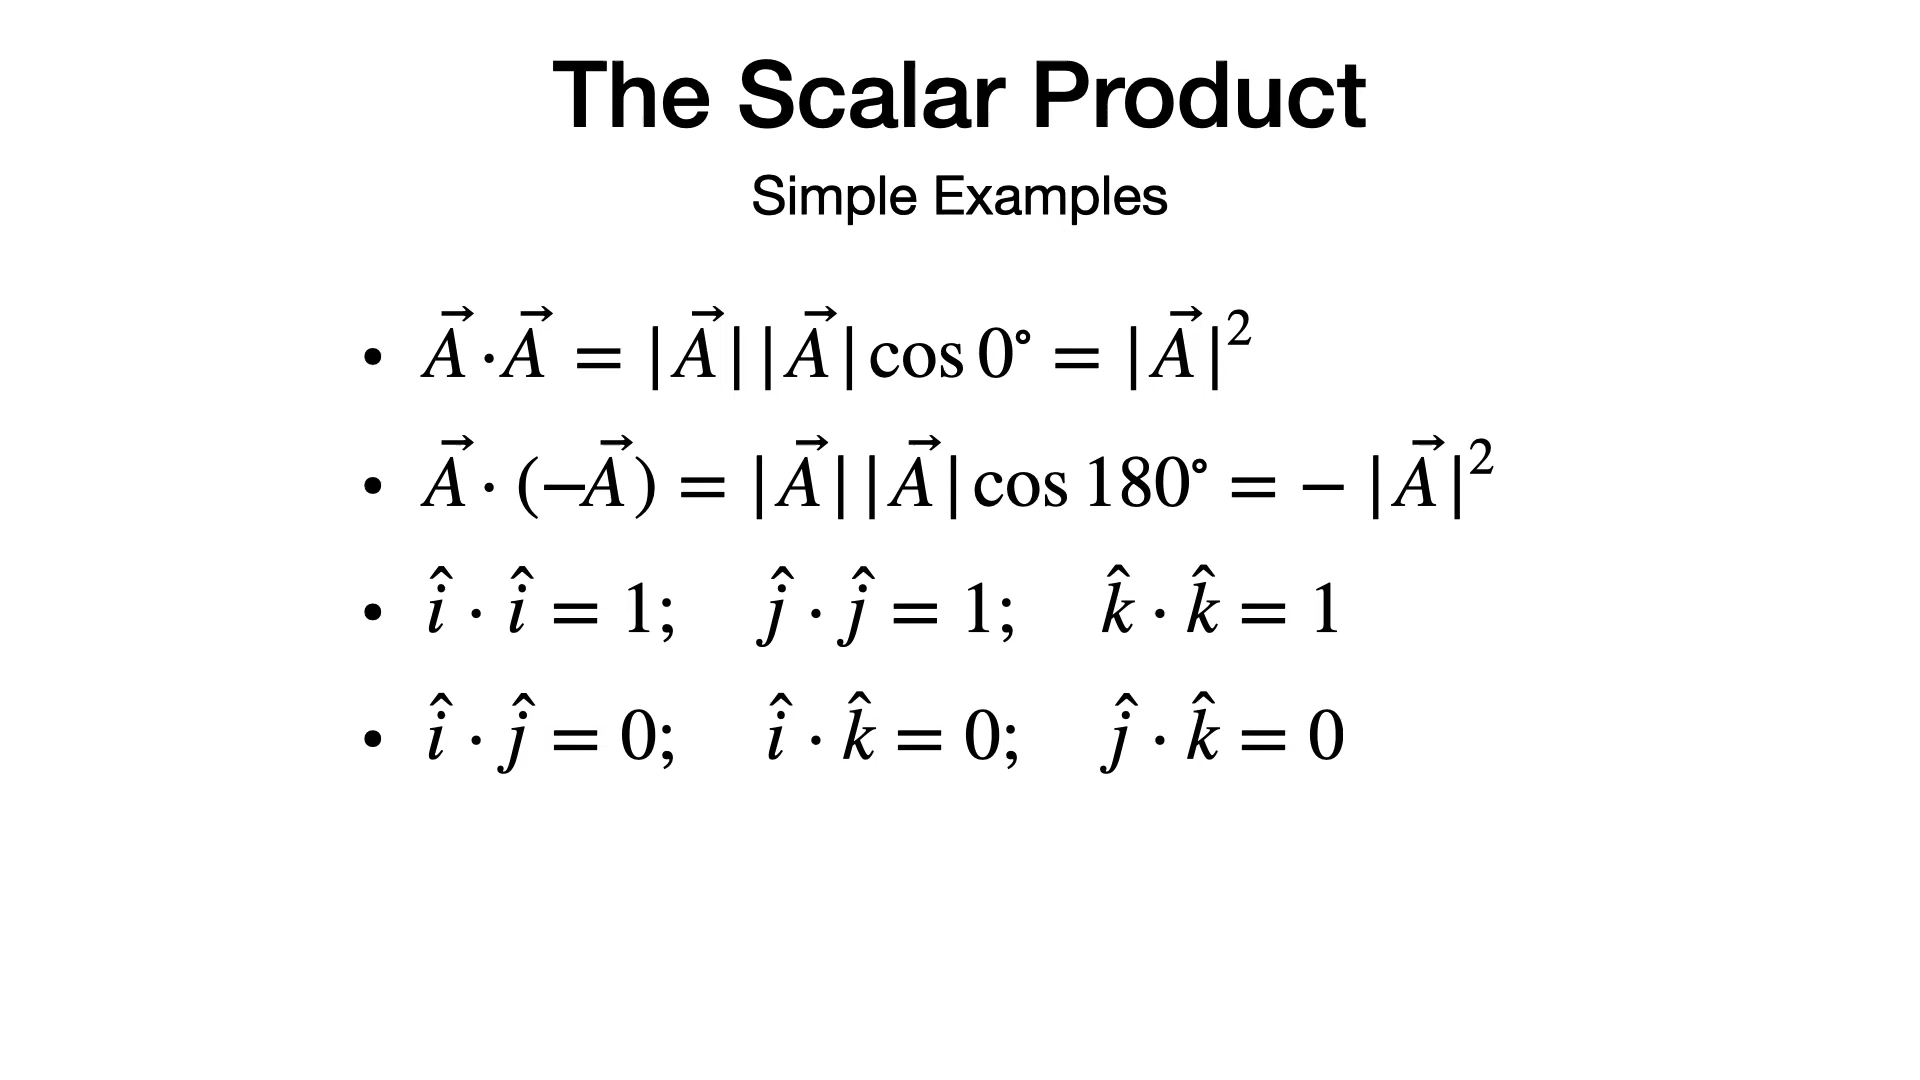 The Scalar Product
Simple Examples
• $\vec{A} \cdot \vec{A} = |\vec{A}||\vec{A}|\cos 0° = |\vec{A}|^2$
• $\vec{A} \cdot (-\vec{A}) = |\vec{A}||\vec{A}|\cos 180° = -|\vec{A}|^2$
• $\hat{i} \cdot \hat{i} = 1; \quad \hat{j} \cdot \hat{j} = 1; \quad \hat{k} \cdot \hat{k} = 1$
• $\hat{i} \cdot \hat{j} = 0; \quad \hat{i} \cdot \hat{k} = 0; \quad \hat{j} \cdot \hat{k} = 0$